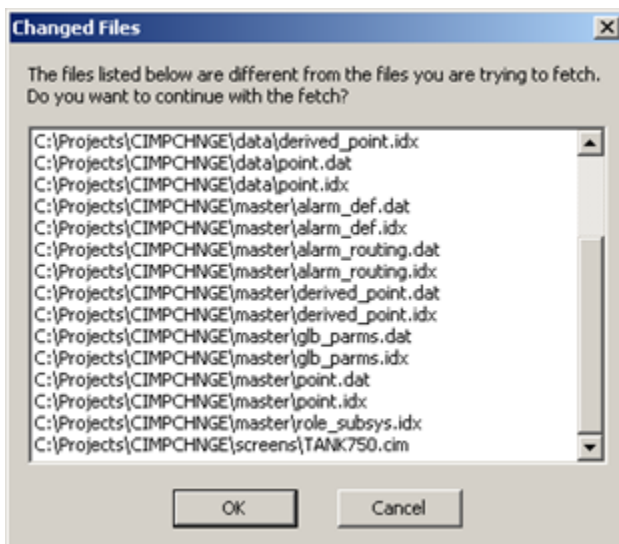 Changed Files
The files listed below are different from the files you are trying to fetch.
Do you want to continue with the fetch?
C:\Projects\CIMPCHNGE\data\derived_point.idx
C:\Projects\CIMPCHNGE\data\point.dat
C:\Projects\CIMPCHNGE\data\point.idx
C:\Projects\CIMPCHNGE\master\alarm_def.dat
C:\Projects\CIMPCHNGE\master\alarm_def.idx
C:\Projects\CIMPCHNGE\master\alarm_routing.dat
C:\Projects\CIMPCHNGE\master\alarm_routing.idx
C:\Projects\CIMPCHNGE\master\derived_point.dat
C:\Projects\CIMPCHNGE\master\derived_point.idx
C:\Projects\CIMPCHNGE\master\glb_parms.dat
C:\Projects\CIMPCHNGE\master\glb_parms.idx
C:\Projects\CIMPCHNGE\master\point.dat
C:\Projects\CIMPCHNGE\master\point.idx
C:\Projects\CIMPCHNGE\master\role_subsys.idx
C:\Projects\CIMPCHNGE\screens\TANK750.cim
OK Cancel